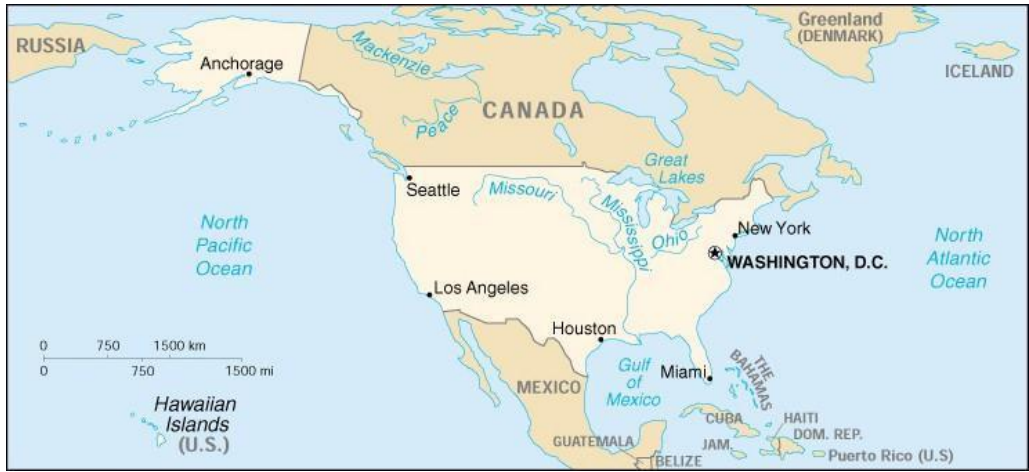 RUSSIA
Anchorage
Mackenzie
Peace
CANADA
Greenland
(DENMARK)
ICELAND
Great
Lakes
Seattle
Missouri
Mississippi
Ohio
New York
WASHINGTON, D.C.
North
Pacific
Ocean
North
Atlantic
Ocean
Los Angeles
Houston
Miami
Gulf
of
Mexico
THE
BAHAMAS
0 750 1500 km
0 750 1500 mi
Hawaiian
Islands
(U.S.)
MEXICO
CUBA
HAITI
DOM. REP.
JAM.
Puerto Rico (U.S)
GUATEMALA
BELIZE